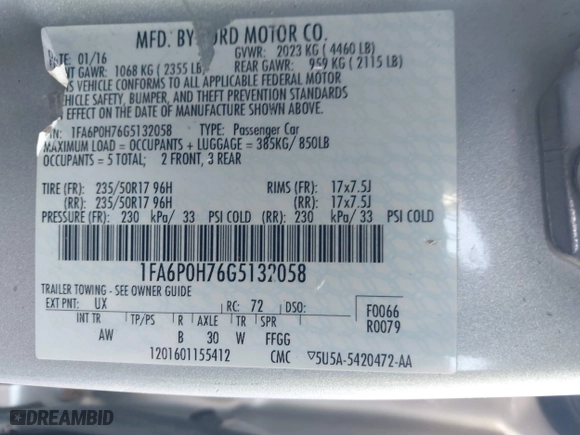 MFD. BY FORD MOTOR CO.
DATE: 01/16 GVWR: 2023 KG ( 4460 LB)
FRONT GAWR: 1068 KG ( 2355 LB) REAR GAWR: 959 KG ( 2115 LB)
THIS VEHICLE CONFORMS TO ALL APPLICABLE FEDERAL MOTOR
VEHICLE SAFETY, BUMPER, AND THEFT PREVENTION STANDARDS
IN EFFECT ON THE DATE OF MANUFACTURE SHOWN ABOVE.
VIN: 1FA6P0H76G5132058 TYPE: Passenger Car
MAXIMUM LOAD = OCCUPANTS + LUGGAGE = 385KG/ 850LB
OCCUPANTS = 5 TOTAL; 2 FRONT, 3 REAR
TIRE (FR): 235/50R17 96H RIMS (FR): 17x7.5J
(RR): 235/50R17 96H (RR): 17x7.5J
PRESSURE (FR): 230 kPa/ 33 PSI COLD (RR): 230 kPa/ 33 PSI COLD
1FA6P0H76G5132058
TRAILER TOWING - SEE OWNER GUIDE
EXT PNT: UX RC: 72 DSO: F0066
R0079
INT TR TP/PS R AXLE TR SPR
AW B 30 W FFGG
1201601155412 CMC ▽5U5A-5420472-AA
DREAMBID